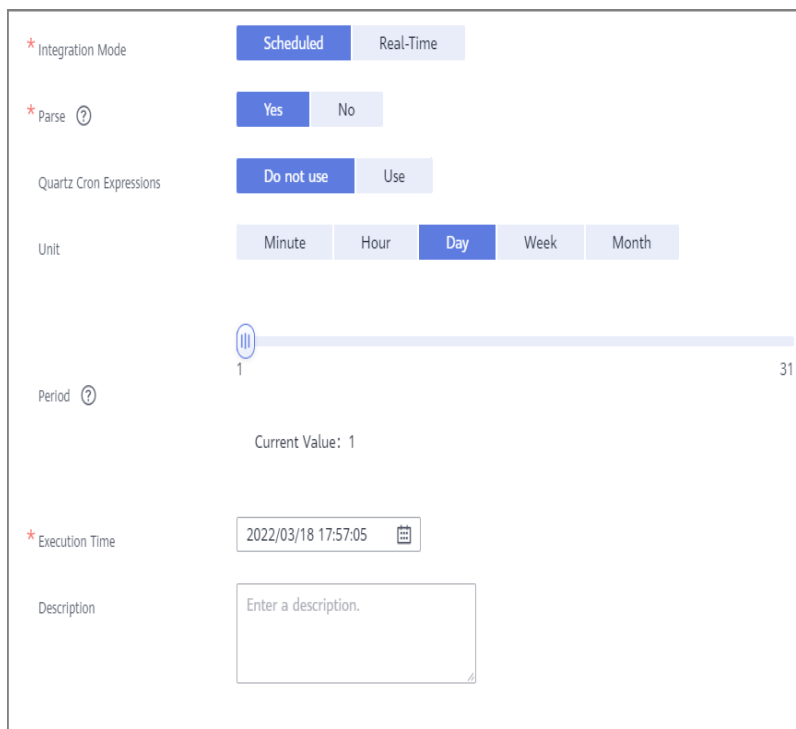 * Integration Mode Scheduled Real-Time
* Parse ? Yes No
Quartz Cron Expressions Do not use Use
Unit Minute Hour Day Week Month
1 31
Period ?
Current Value: 1
* Execution Time 2022/03/18 17:57:05
Description Enter a description.